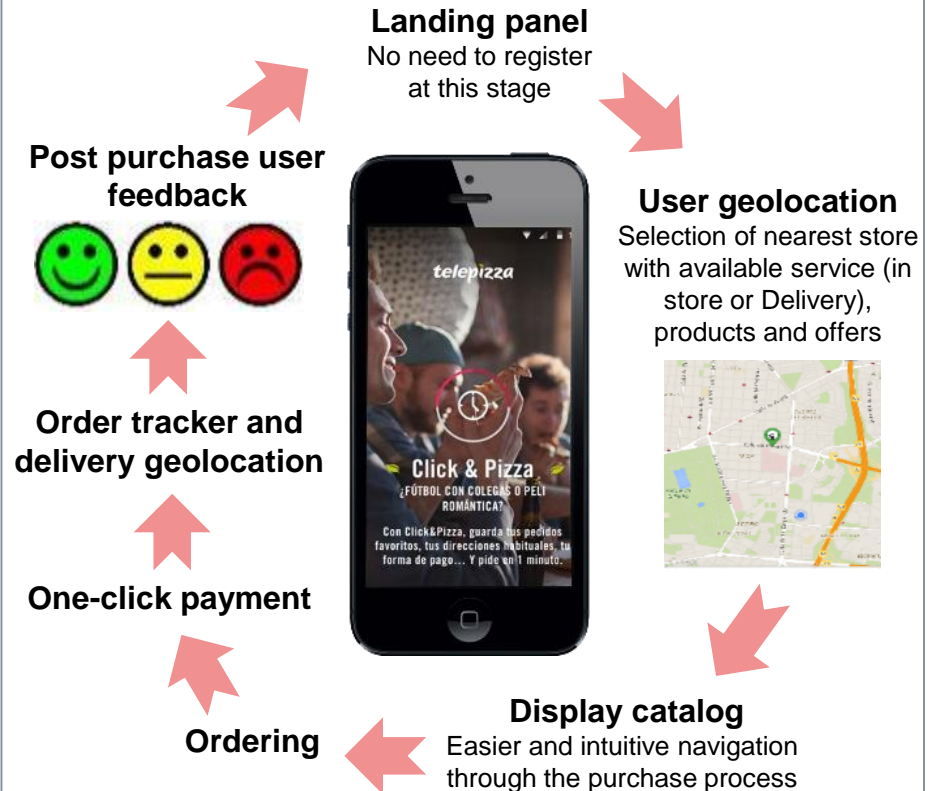 Landing panel
No need to register
at this stage
User geolocation
Selection of nearest store
with available service (in
store or Delivery),
products and offers
Display catalog
Easier and intuitive navigation
through the purchase process
Ordering
One-click payment
Order tracker and
delivery geolocation
Post purchase user
feedback
telepizza
Click & Pizza
¿FÚTBOL CON COLEGAS O PELI
ROMÁNTICA?
Con Click&Pizza, guarda tus pedidos
favoritos, tus direcciones habituales, tu
forma de pago... Y pide en 1 minuto.